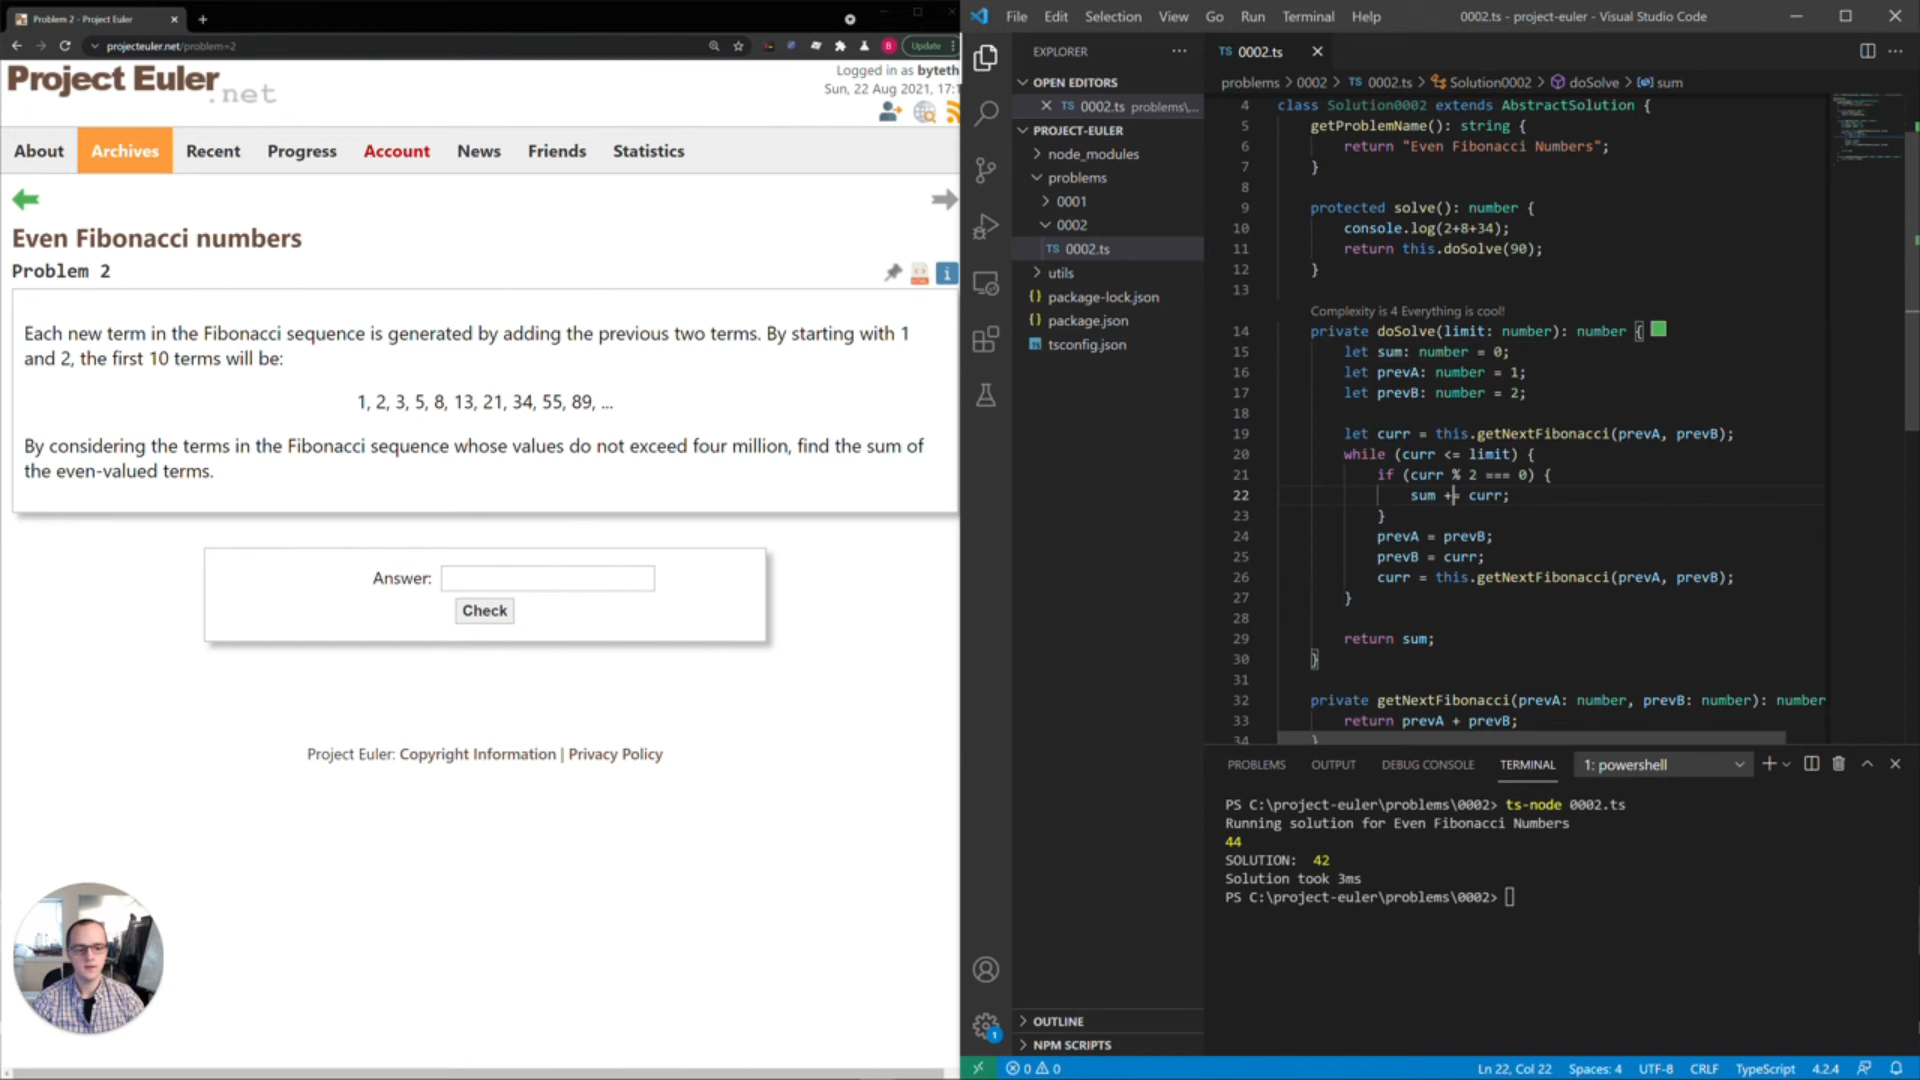 Problem 2 - Project Euler
projecteuler.net/problem=2
B
Update
Project Euler
.net
Logged in as byteth
Sun, 22 Aug 2021, 17:1
About
Archives
Recent
Progress
Account
News
Friends
Statistics
Even Fibonacci numbers
Problem 2
Each new term in the Fibonacci sequence is generated by adding the previous two terms. By starting with 1
and 2, the first 10 terms will be:
1, 2, 3, 5, 8, 13, 21, 34, 55, 89, ...
By considering the terms in the Fibonacci sequence whose values do not exceed four million, find the sum of
the even-valued terms.
Answer:
Check
Project Euler: Copyright Information | Privacy Policy
File Edit Selection View Go Run Terminal Help
0002.ts - project-euler - Visual Studio Code
EXPLORER
OPEN EDITORS
TS 0002.ts problems\...
PROJECT-EULER
node_modules
problems
0001
0002
TS 0002.ts
utils
{} package-lock.json
{} package.json
tsconfig.json
OUTLINE
NPM SCRIPTS
TS 0002.ts
problems > 0002 > TS 0002.ts > Solution0002 > doSolve > sum
4 class Solution0002 extends AbstractSolution {
5 getProblemName(): string {
6 return "Even Fibonacci Numbers";
7 }
8
9 protected solve(): number {
10 console.log(2+8+34);
11 return this.doSolve(90);
12 }
13
Complexity is 4 Everything is cool!
14 private doSolve(limit: number): number {
15 let sum: number = 0;
16 let prevA: number = 1;
17 let prevB: number = 2;
18
19 let curr = this.getNextFibonacci(prevA, prevB);
20 while (curr <= limit) {
21 if (curr % 2 === 0) {
22 sum += curr;
23 }
24 prevA = prevB;
25 prevB = curr;
26 curr = this.getNextFibonacci(prevA, prevB);
27 }
28
29 return sum;
30 }
31
32 private getNextFibonacci(prevA: number, prevB: number): number
33 return prevA + prevB;
34 }
PROBLEMS OUTPUT DEBUG CONSOLE TERMINAL
1: powershell
PS C:\project-euler\problems\0002> ts-node 0002.ts
Running solution for Even Fibonacci Numbers
44
SOLUTION: 42
Solution took 3ms
PS C:\project-euler\problems\0002>
1
0 0
Ln 22, Col 22 Spaces: 4 UTF-8 CRLF TypeScript 4.2.4